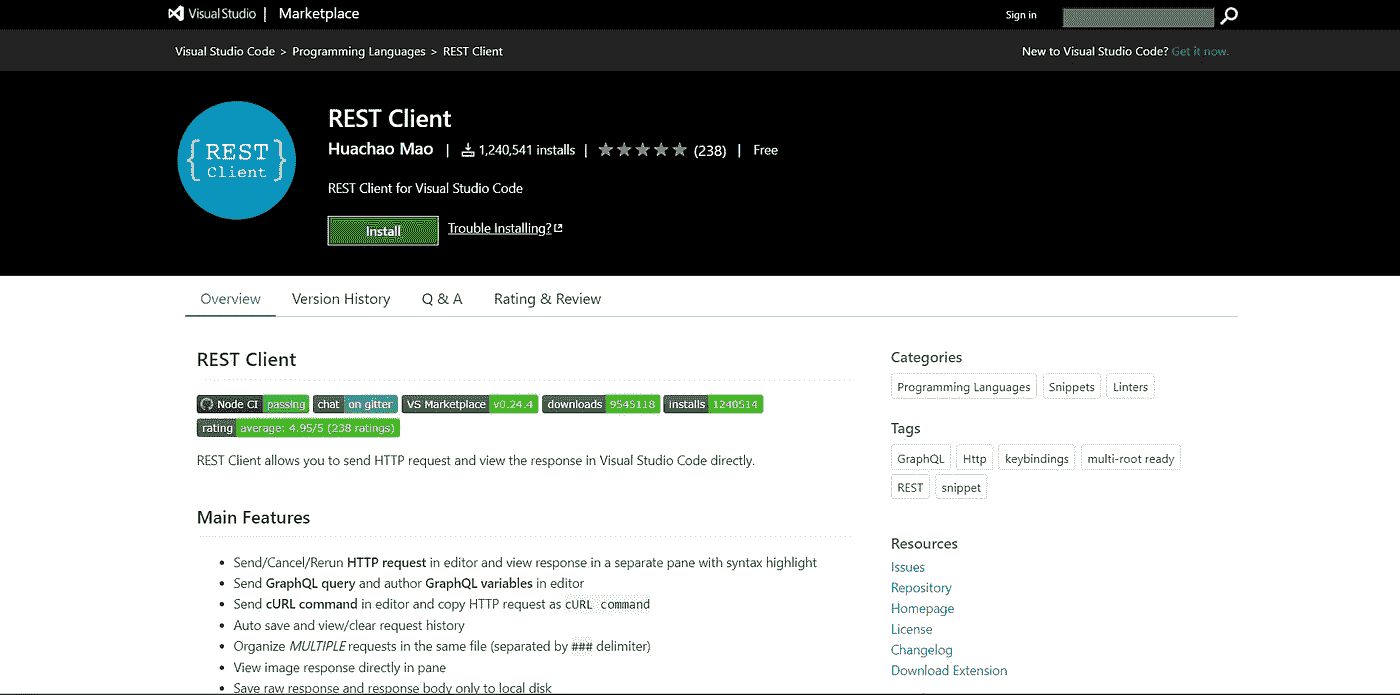 Visual Studio | Marketplace
Sign in
Visual Studio Code > Programming Languages > REST Client
New to Visual Studio Code? Get it now.
{ REST Client }
REST Client
Huachao Mao | 1,240,541 installs | (238) | Free
REST Client for Visual Studio Code
Install
Trouble Installing?
Overview
Version History
Q & A
Rating & Review
REST Client
Node CI passing chat on gitter VS Marketplace v0.24.4 downloads 9545118 installs 1240514
rating average: 4.95/5 (238 ratings)
REST Client allows you to send HTTP request and view the response in Visual Studio Code directly.
Main Features
• Send/Cancel/Rerun HTTP request in editor and view response in a separate pane with syntax highlight
• Send GraphQL query and author GraphQL variables in editor
• Send cURL command in editor and copy HTTP request as cURL command
• Auto save and view/clear request history
• Organize MULTIPLE requests in the same file (separated by ### delimiter)
• View image response directly in pane
• Save raw response and response body only to local disk
Categories
Programming Languages
Snippets
Linters
Tags
GraphQL
Http
keybindings
multi-root ready
REST
snippet
Resources
Issues
Repository
Homepage
License
Changelog
Download Extension